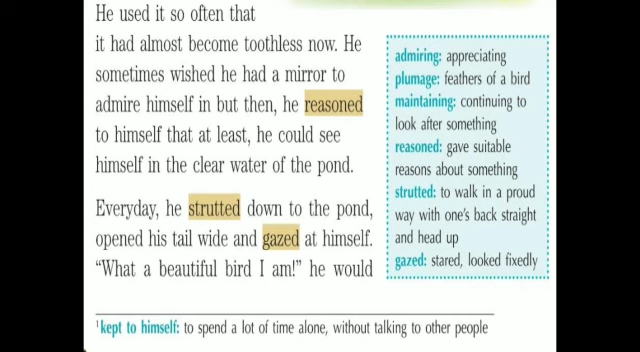 He used it so often that
it had almost become toothless now. He
sometimes wished he had a mirror to
admire himself in but then, he reasoned
to himself that at least, he could see
himself in the clear water of the pond.
Everyday, he strutted down to the pond,
opened his tail wide and gazed at himself.
“What a beautiful bird I am!” he would
admiring: appreciating
plumage: feathers of a bird
maintaining: continuing to
look after something
reasoned: gave suitable
reasons about something
strutted: to walk in a proud
way with one's back straight
and head up
gazed: stared, looked fixedly
¹kept to himself: to spend a lot of time alone, without talking to other people